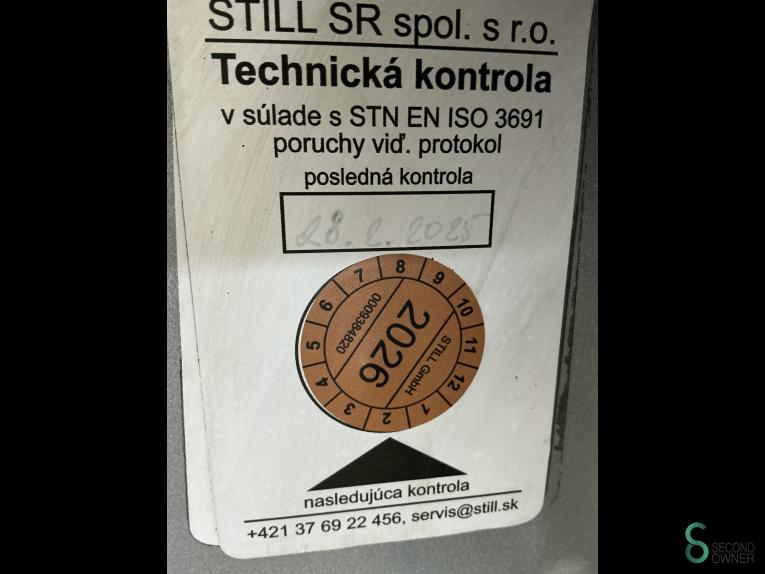 STILL SR spol. s r.o.
Technická kontrola
v súlade s STN EN ISO 3691
poruchy viď. protokol
posledná kontrola
28. 2. 2025
1 2 3 4 5 6 7 8 9 10 11 12
0009384820
2026
STILL GmbH
nasledujúca kontrola
+421 37 69 22 456, servis@still.sk
SECOND
OWNER